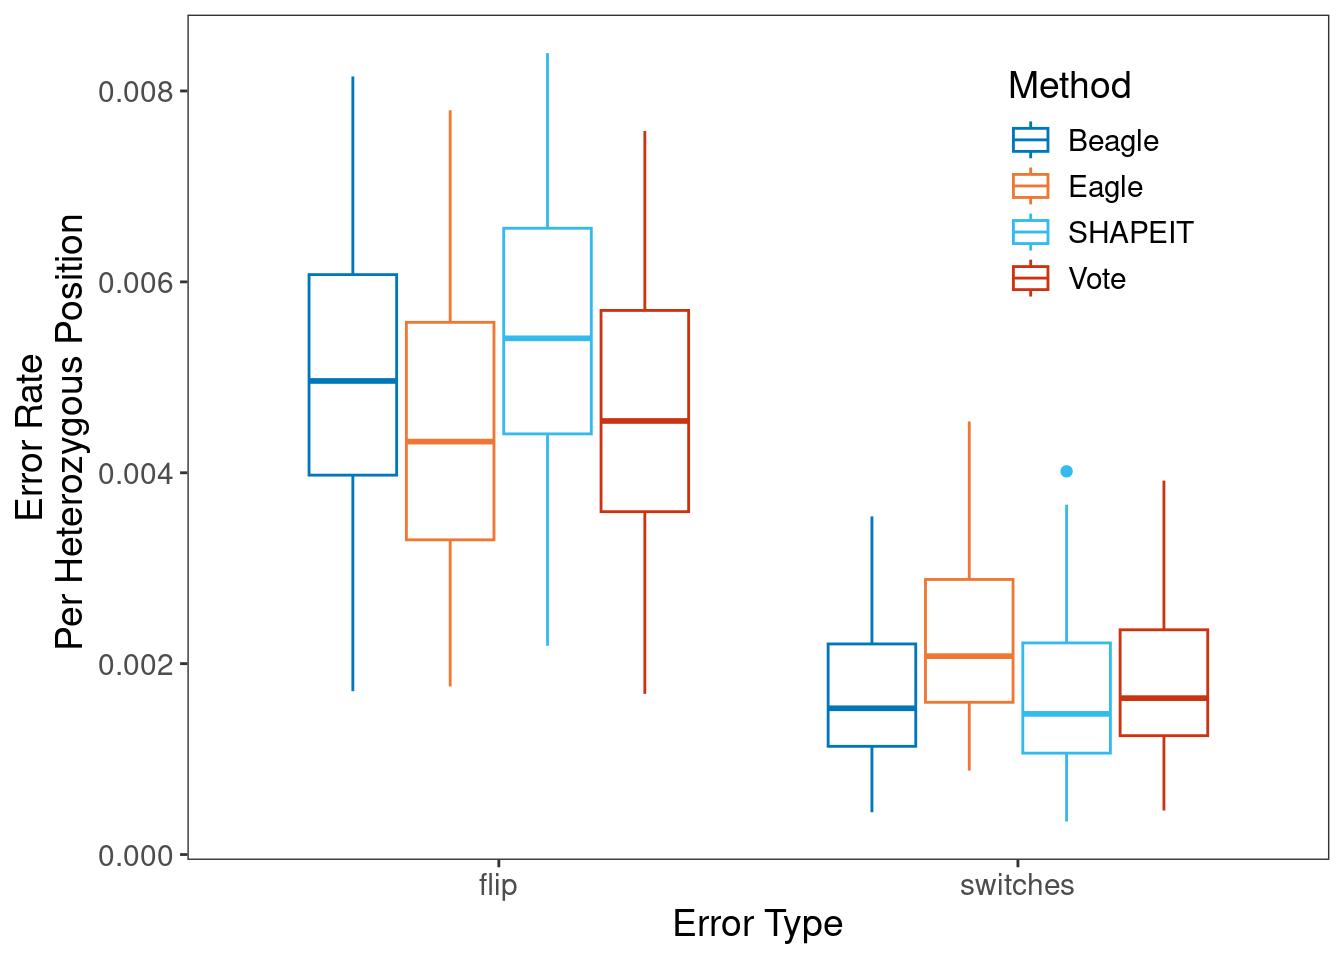 Error Rate
Per Heterozygous Position
0.008
0.006
0.004
0.002
0.000
Method
Beagle
Eagle
SHAPEIT
Vote
flip
switches
Error Type